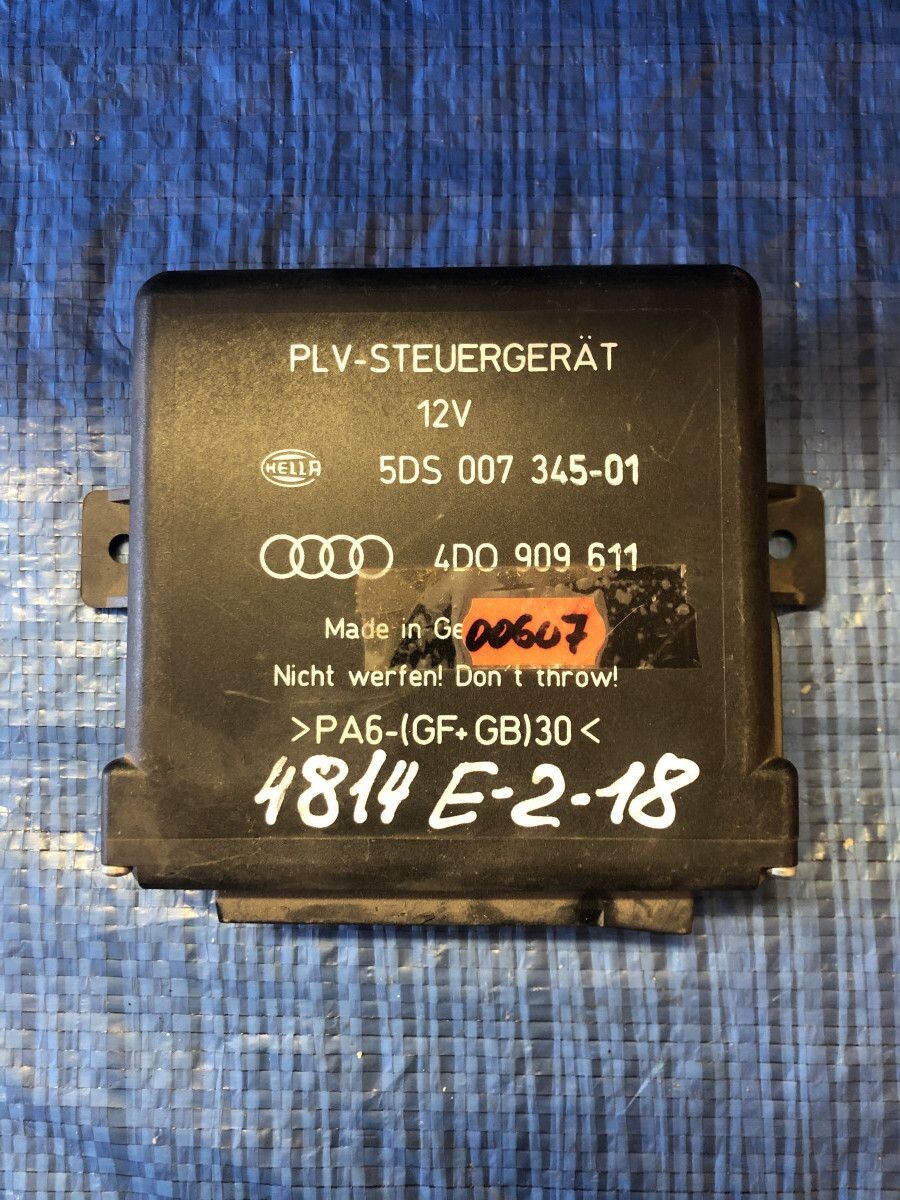 PLV-STEUERGERÄT
12V
HELLA 5DS 007 345-01
4D0 909 611
Made in Ge
00607
Nicht werfen! Don't throw!
>PA6-(GF+GB)30<
4814 E-2-18